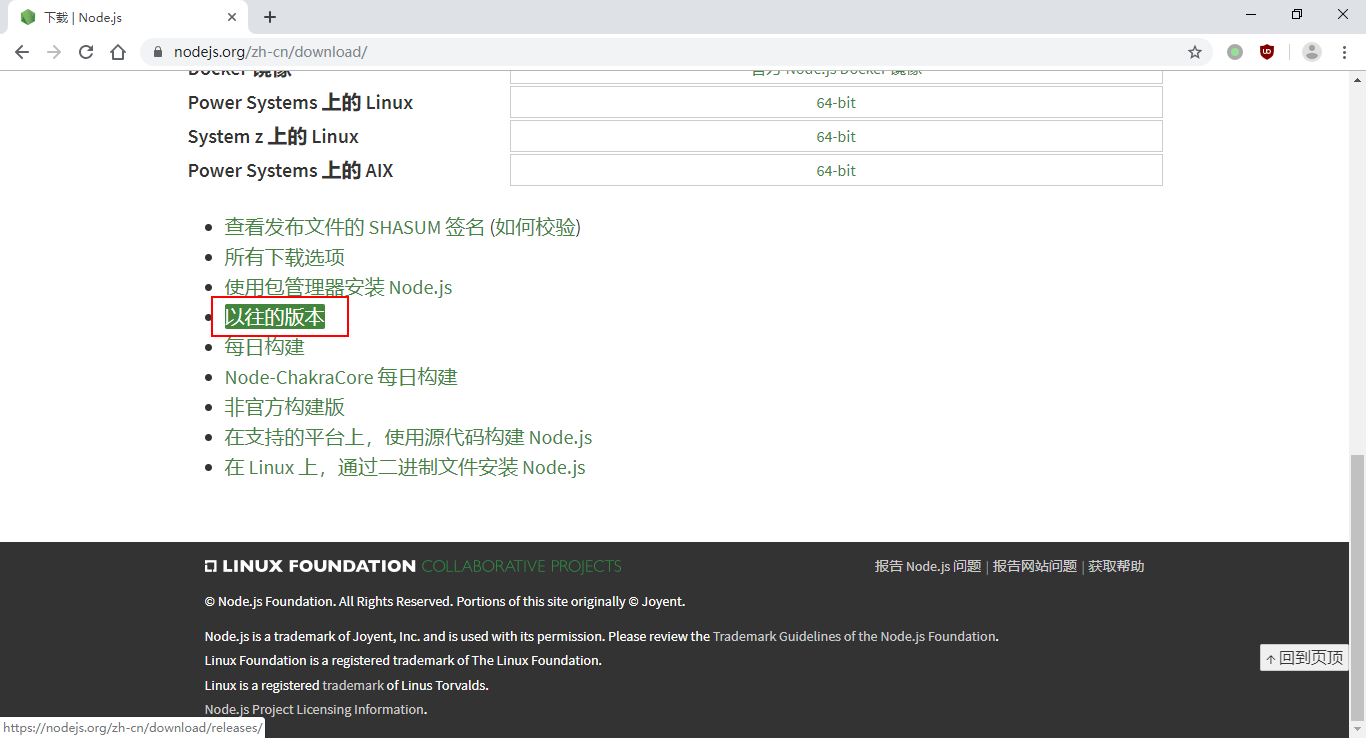 下载 | Node.js
nodejs.org/zh-cn/download/
Docker 镜像 官方 Node.js Docker 镜像
Power Systems 上的 Linux 64-bit
System z 上的 Linux 64-bit
Power Systems 上的 AIX 64-bit
查看发布文件的 SHASUM 签名 (如何校验)
所有下载选项
使用包管理器安装 Node.js
以往的版本
每日构建
Node-ChakraCore 每日构建
非官方构建版
在支持的平台上，使用源代码构建 Node.js
在 Linux 上，通过二进制文件安装 Node.js
LINUX FOUNDATION COLLABORATIVE PROJECTS 报告 Node.js 问题 | 报告网站问题 | 获取帮助
© Node.js Foundation. All Rights Reserved. Portions of this site originally © Joyent.
Node.js is a trademark of Joyent, Inc. and is used with its permission. Please review the Trademark Guidelines of the Node.js Foundation.
Linux Foundation is a registered trademark of The Linux Foundation.
↑回到页顶
Linux is a registered trademark of Linus Torvalds.
Node.js Project Licensing Information.
https://nodejs.org/zh-cn/download/releases/